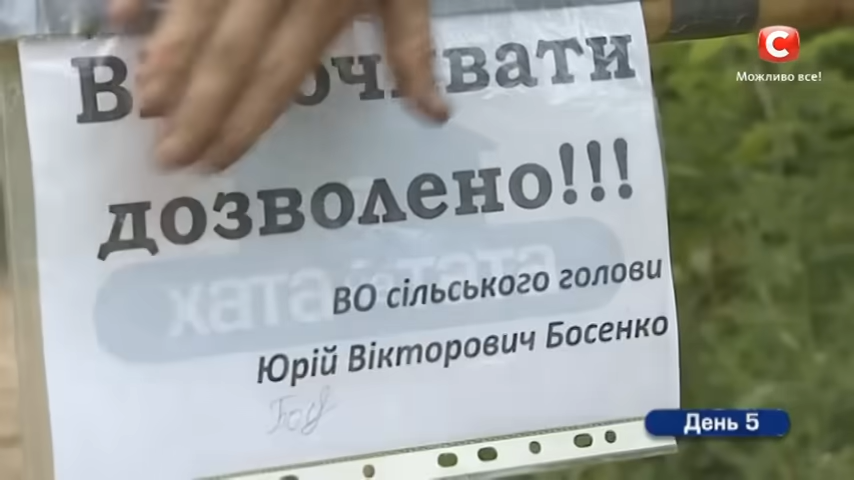 дозволено!!!
хата
тата
ВО сільського голови
Юрій Вікторович Босенко
День 5
Можливо все!